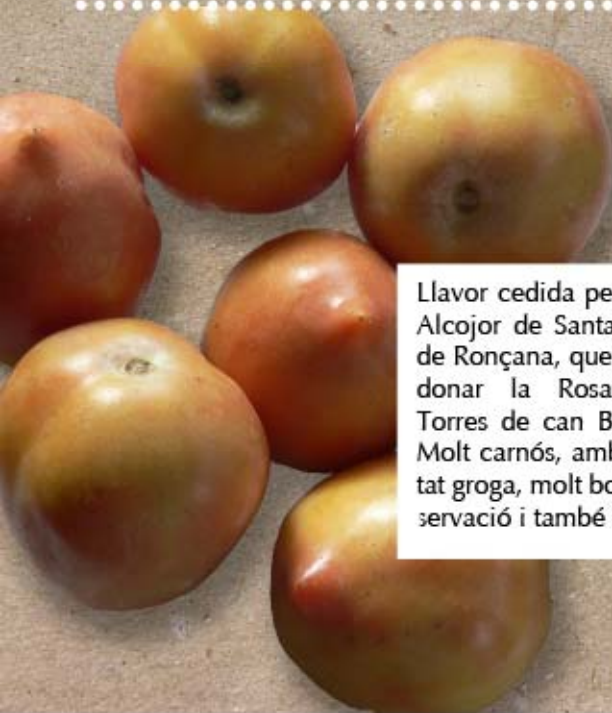 Llavor cedida pe
Alcojor de Santa
de Ronçana, que
donar la Rosa
Torres de can B
Molt carnós, amb
tat groga, molt bo
servació i també